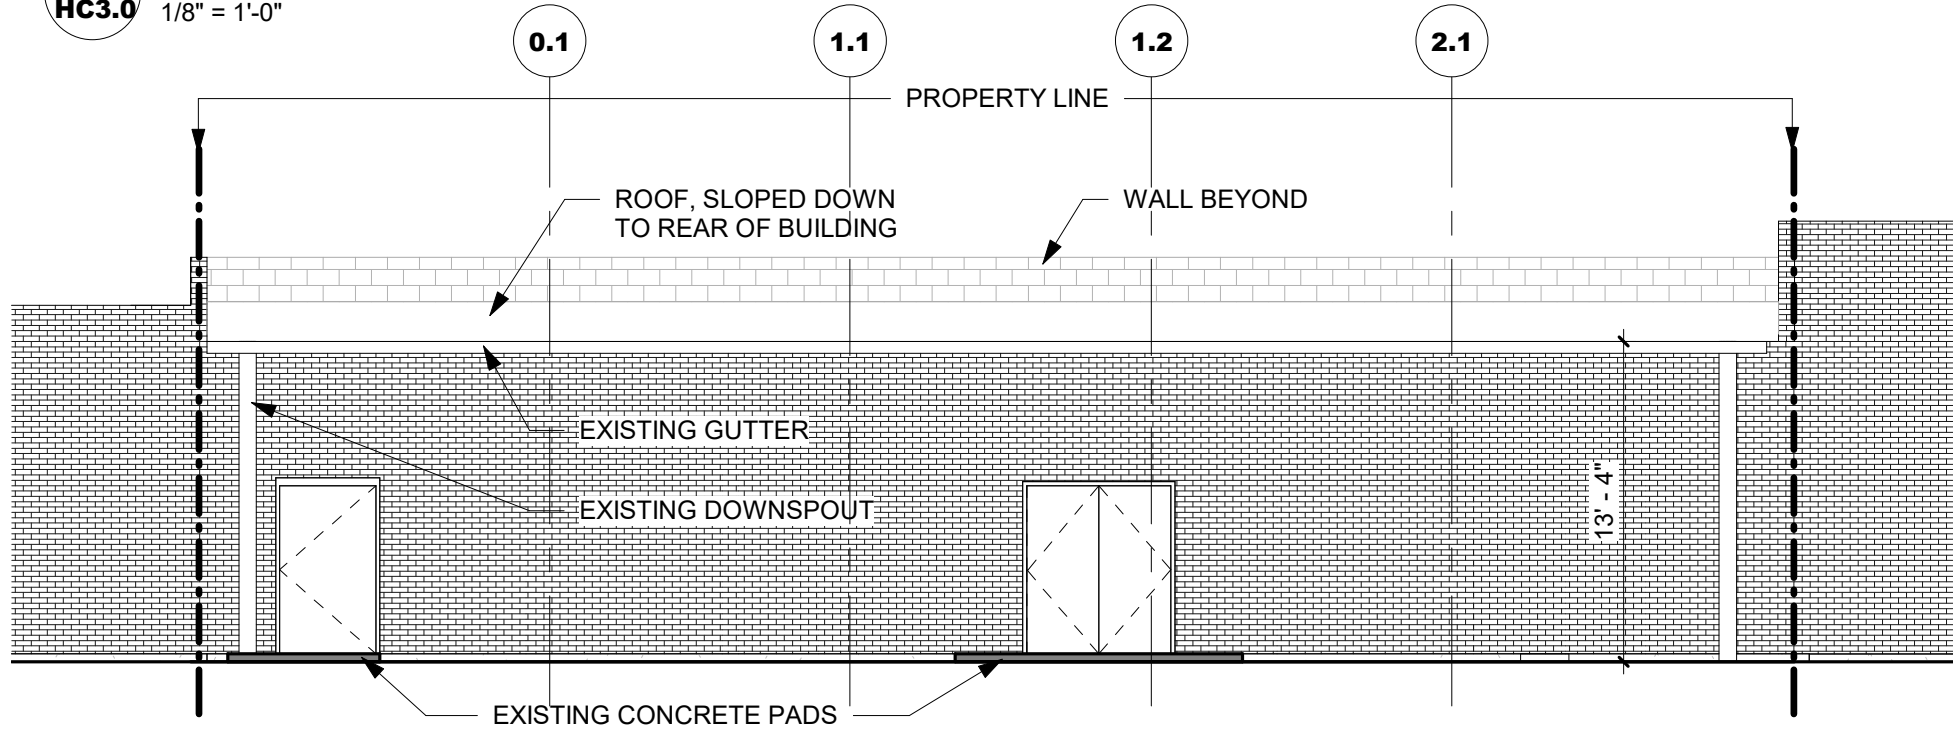 HC3.0
1/8" = 1'-0"
0.1
1.1
1.2
2.1
PROPERTY LINE
ROOF, SLOPED DOWN
TO REAR OF BUILDING
WALL BEYOND
EXISTING GUTTER
EXISTING DOWNSPOUT
13' - 4"
EXISTING CONCRETE PADS